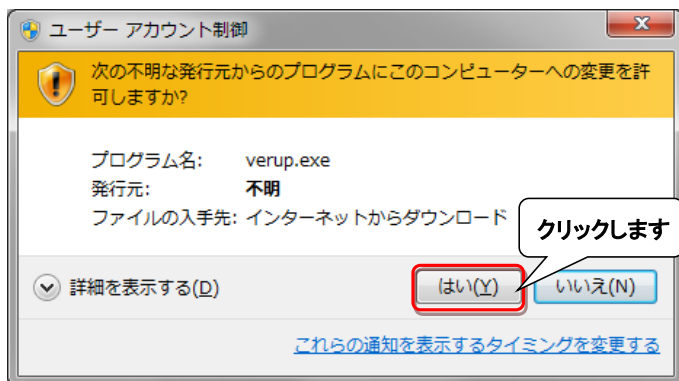 ユーザー アカウント制御
次の不明な発行元からのプログラムにこのコンピューターへの変更を許
可しますか?
プログラム名: verup.exe
発行元: 不明
ファイルの入手先: インターネットからダウンロード
クリックします
詳細を表示する(D)
はい(Y)
いいえ(N)
これらの通知を表示するタイミングを変更する